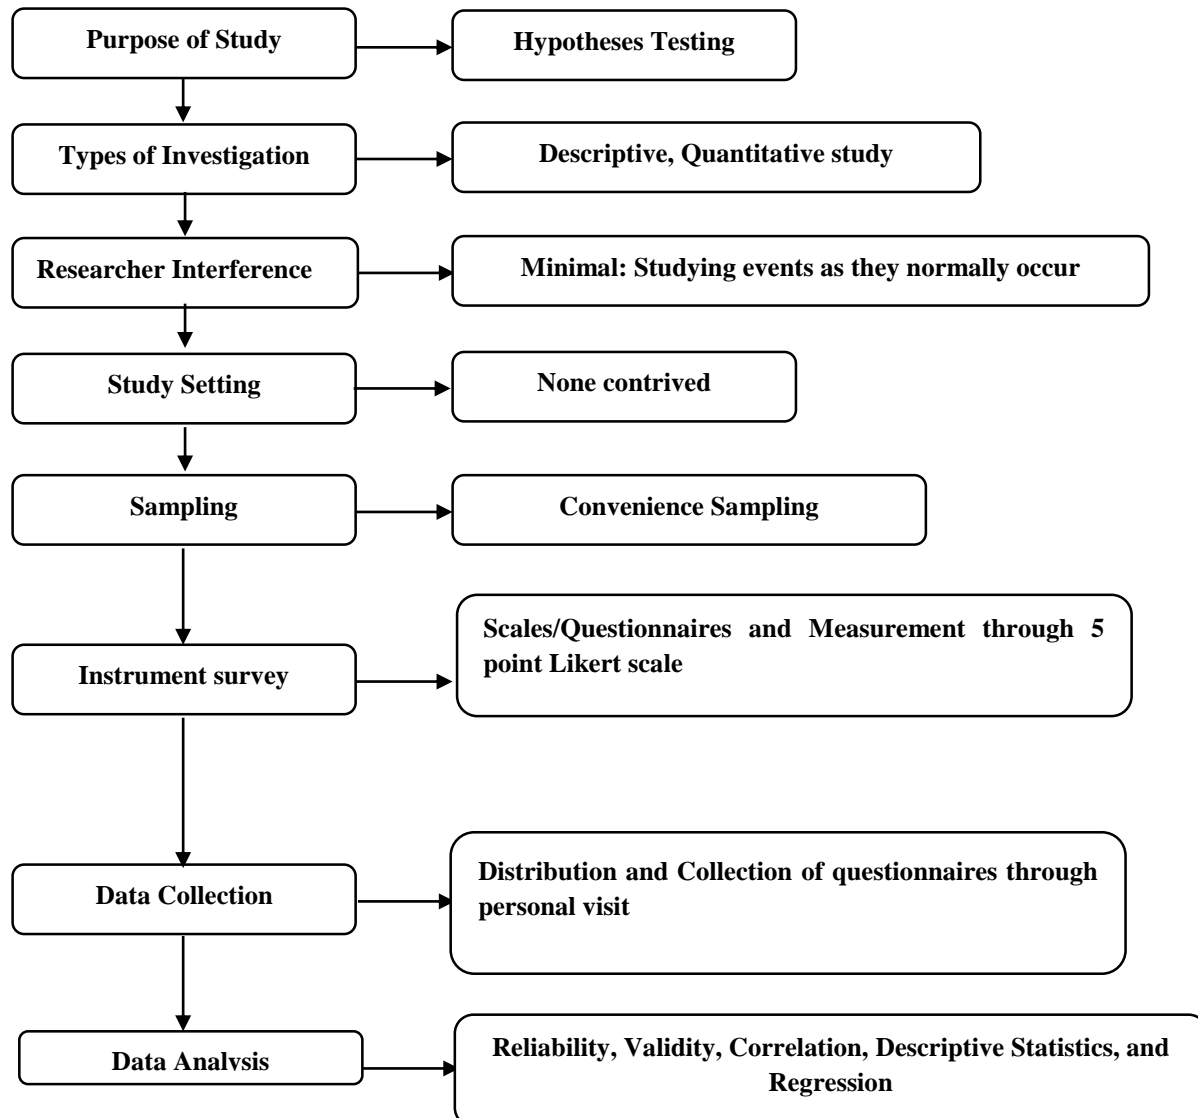 Purpose of Study
Hypotheses Testing
Types of Investigation
Descriptive, Quantitative study
Researcher Interference
Minimal: Studying events as they normally occur
Study Setting
None contrived
Sampling
Convenience Sampling
Instrument survey
Scales/Questionnaires and Measurement through 5
point Likert scale
Data Collection
Distribution and Collection of questionnaires through
personal visit
Data Analysis
Reliability, Validity, Correlation, Descriptive Statistics, and
Regression